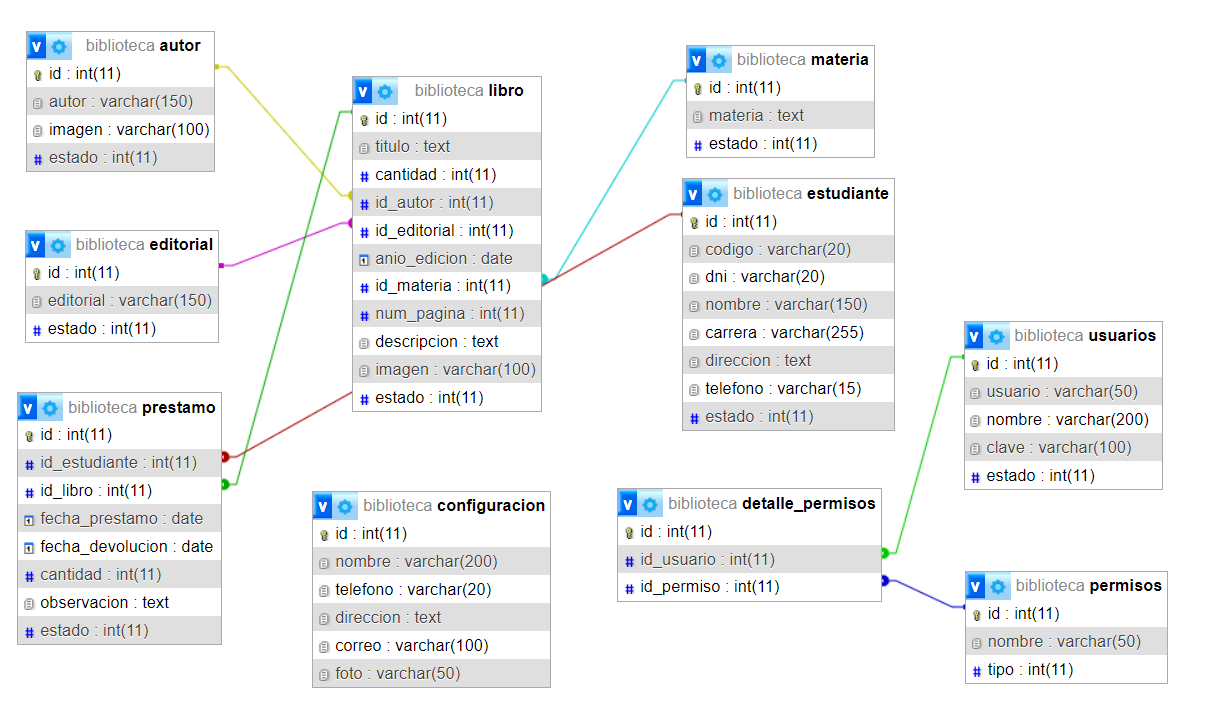 biblioteca autor
id : int(11)
autor : varchar(150)
imagen : varchar(100)
estado : int(11)
biblioteca editorial
id : int(11)
editorial : varchar(150)
estado : int(11)
biblioteca prestamo
id : int(11)
id_estudiante : int(11)
id_libro : int(11)
fecha_prestamo : date
fecha_devolucion : date
cantidad : int(11)
observacion : text
estado : int(11)
biblioteca libro
id : int(11)
titulo : text
cantidad : int(11)
id_autor : int(11)
id_editorial : int(11)
anio_edicion : date
id_materia : int(11)
num_pagina : int(11)
descripcion : text
imagen : varchar(100)
estado : int(11)
biblioteca configuracion
id : int(11)
nombre : varchar(200)
telefono : varchar(20)
direccion : text
correo : varchar(100)
foto : varchar(50)
biblioteca materia
id : int(11)
materia : text
estado : int(11)
biblioteca estudiante
id : int(11)
codigo : varchar(20)
dni : varchar(20)
nombre : varchar(150)
carrera : varchar(255)
direccion : text
telefono : varchar(15)
estado : int(11)
biblioteca detalle_permisos
id : int(11)
id_usuario : int(11)
id_permiso : int(11)
biblioteca usuarios
id : int(11)
usuario : varchar(50)
nombre : varchar(200)
clave : varchar(100)
estado : int(11)
biblioteca permisos
id : int(11)
nombre : varchar(50)
tipo : int(11)